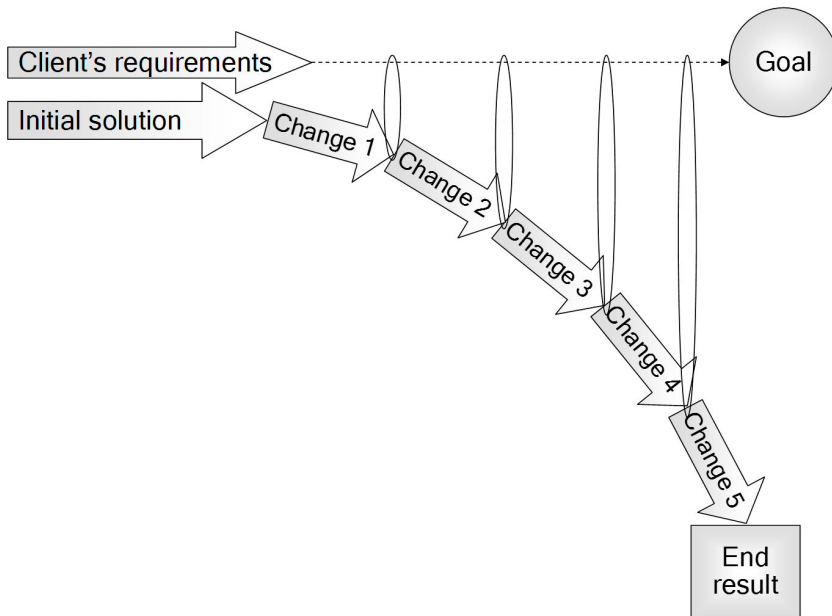 Client's requirements
Goal
Initial solution
Change 1
Change 2
Change 3
Change 4
Change 5
End
result